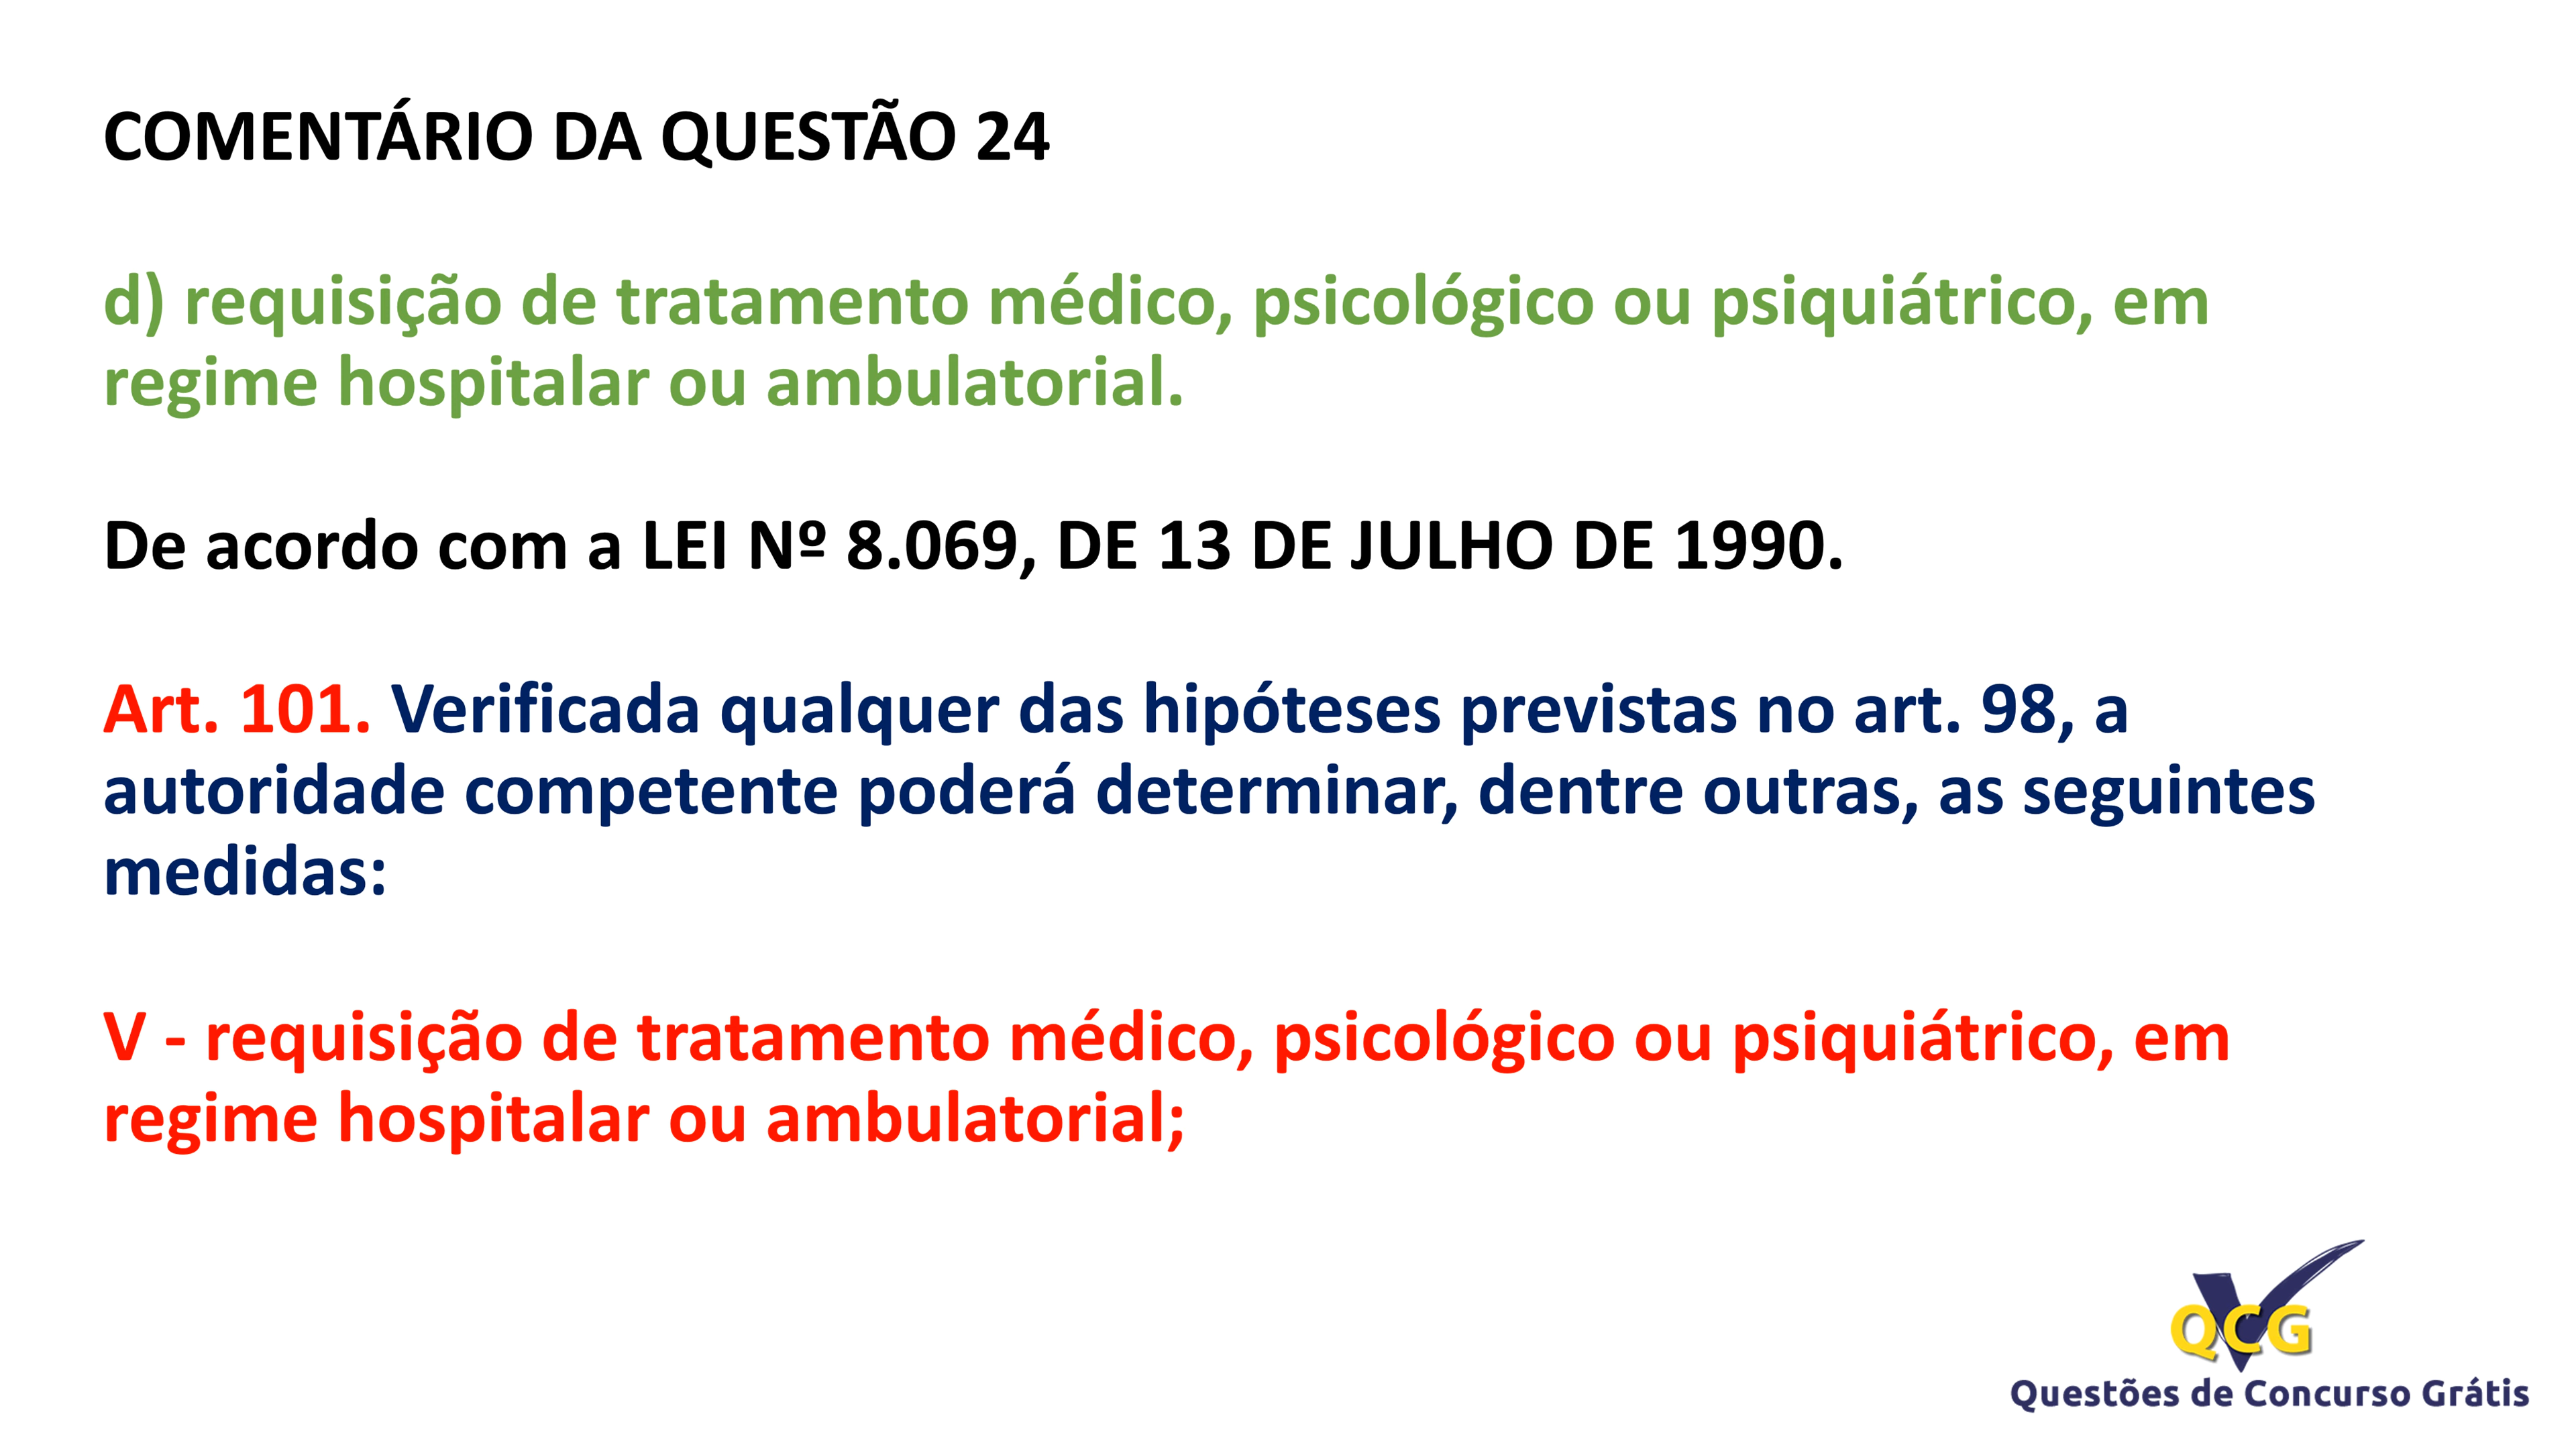 COMENTÁRIO DA QUESTÃO 24
d) requisição de tratamento médico, psicológico ou psiquiátrico, em
regime hospitalar ou ambulatorial.
De acordo com a LEI Nº 8.069, DE 13 DE JULHO DE 1990.
Art. 101. Verificada qualquer das hipóteses previstas no art. 98, a
autoridade competente poderá determinar, dentre outras, as seguintes
medidas:
V - requisição de tratamento médico, psicológico ou psiquiátrico, em
regime hospitalar ou ambulatorial;
QCG
Questões de Concurso Grátis